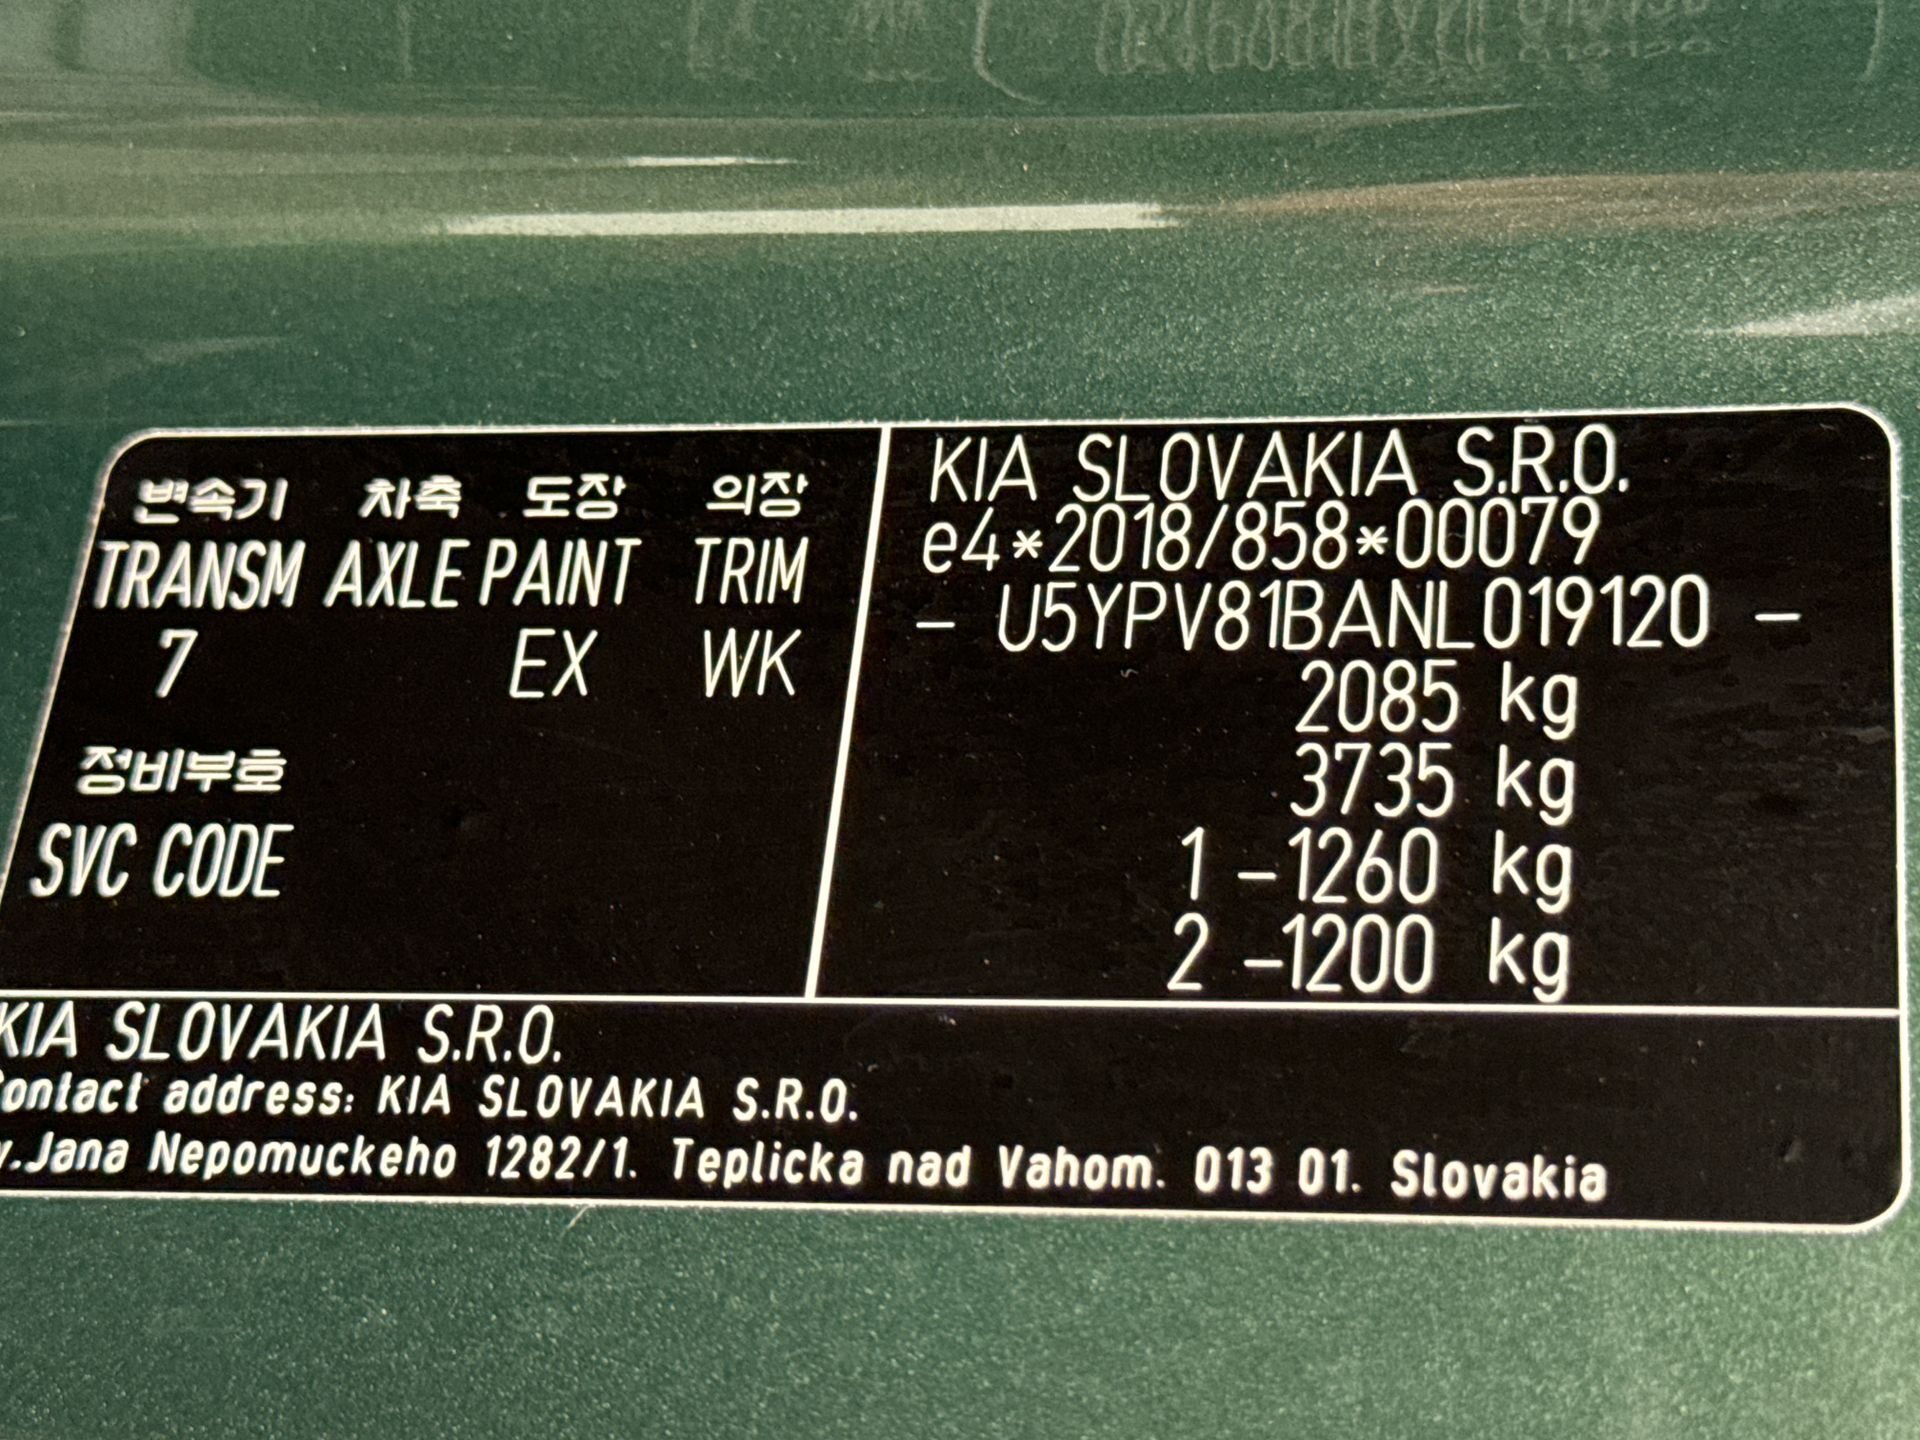 변속기 차축 도장 의장
TRANSM AXLE PAINT TRIM
7 EX WK
정비부호
SVC CODE
KIA SLOVAKIA S.R.O.
e4*2018/858*00079
- U5YPV81BANL019120 -
2085 kg
3735 kg
1 -1260 kg
2 -1200 kg
KIA SLOVAKIA S.R.O.
Contact address: KIA SLOVAKIA S.R.O.
v.Jana Nepomuckeho 1282/1. Teplicka nad Vahom. 013 01. Slovakia